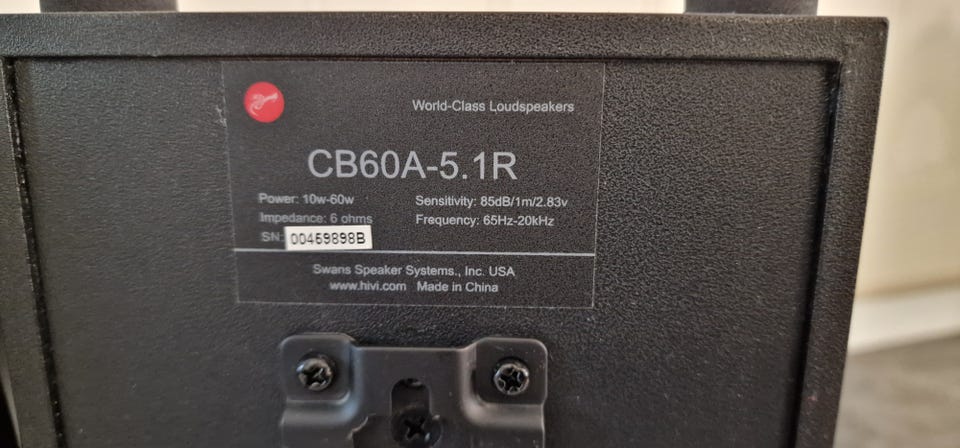 World-Class Loudspeakers
CB60A-5.1R
Power: 10w-60w Sensitivity: 85dB/1m/2.83v
Impedance: 6 ohms Frequency: 65Hz-20kHz
SN: 00459898B
Swans Speaker Systems., Inc. USA
www.hivi.com Made in China